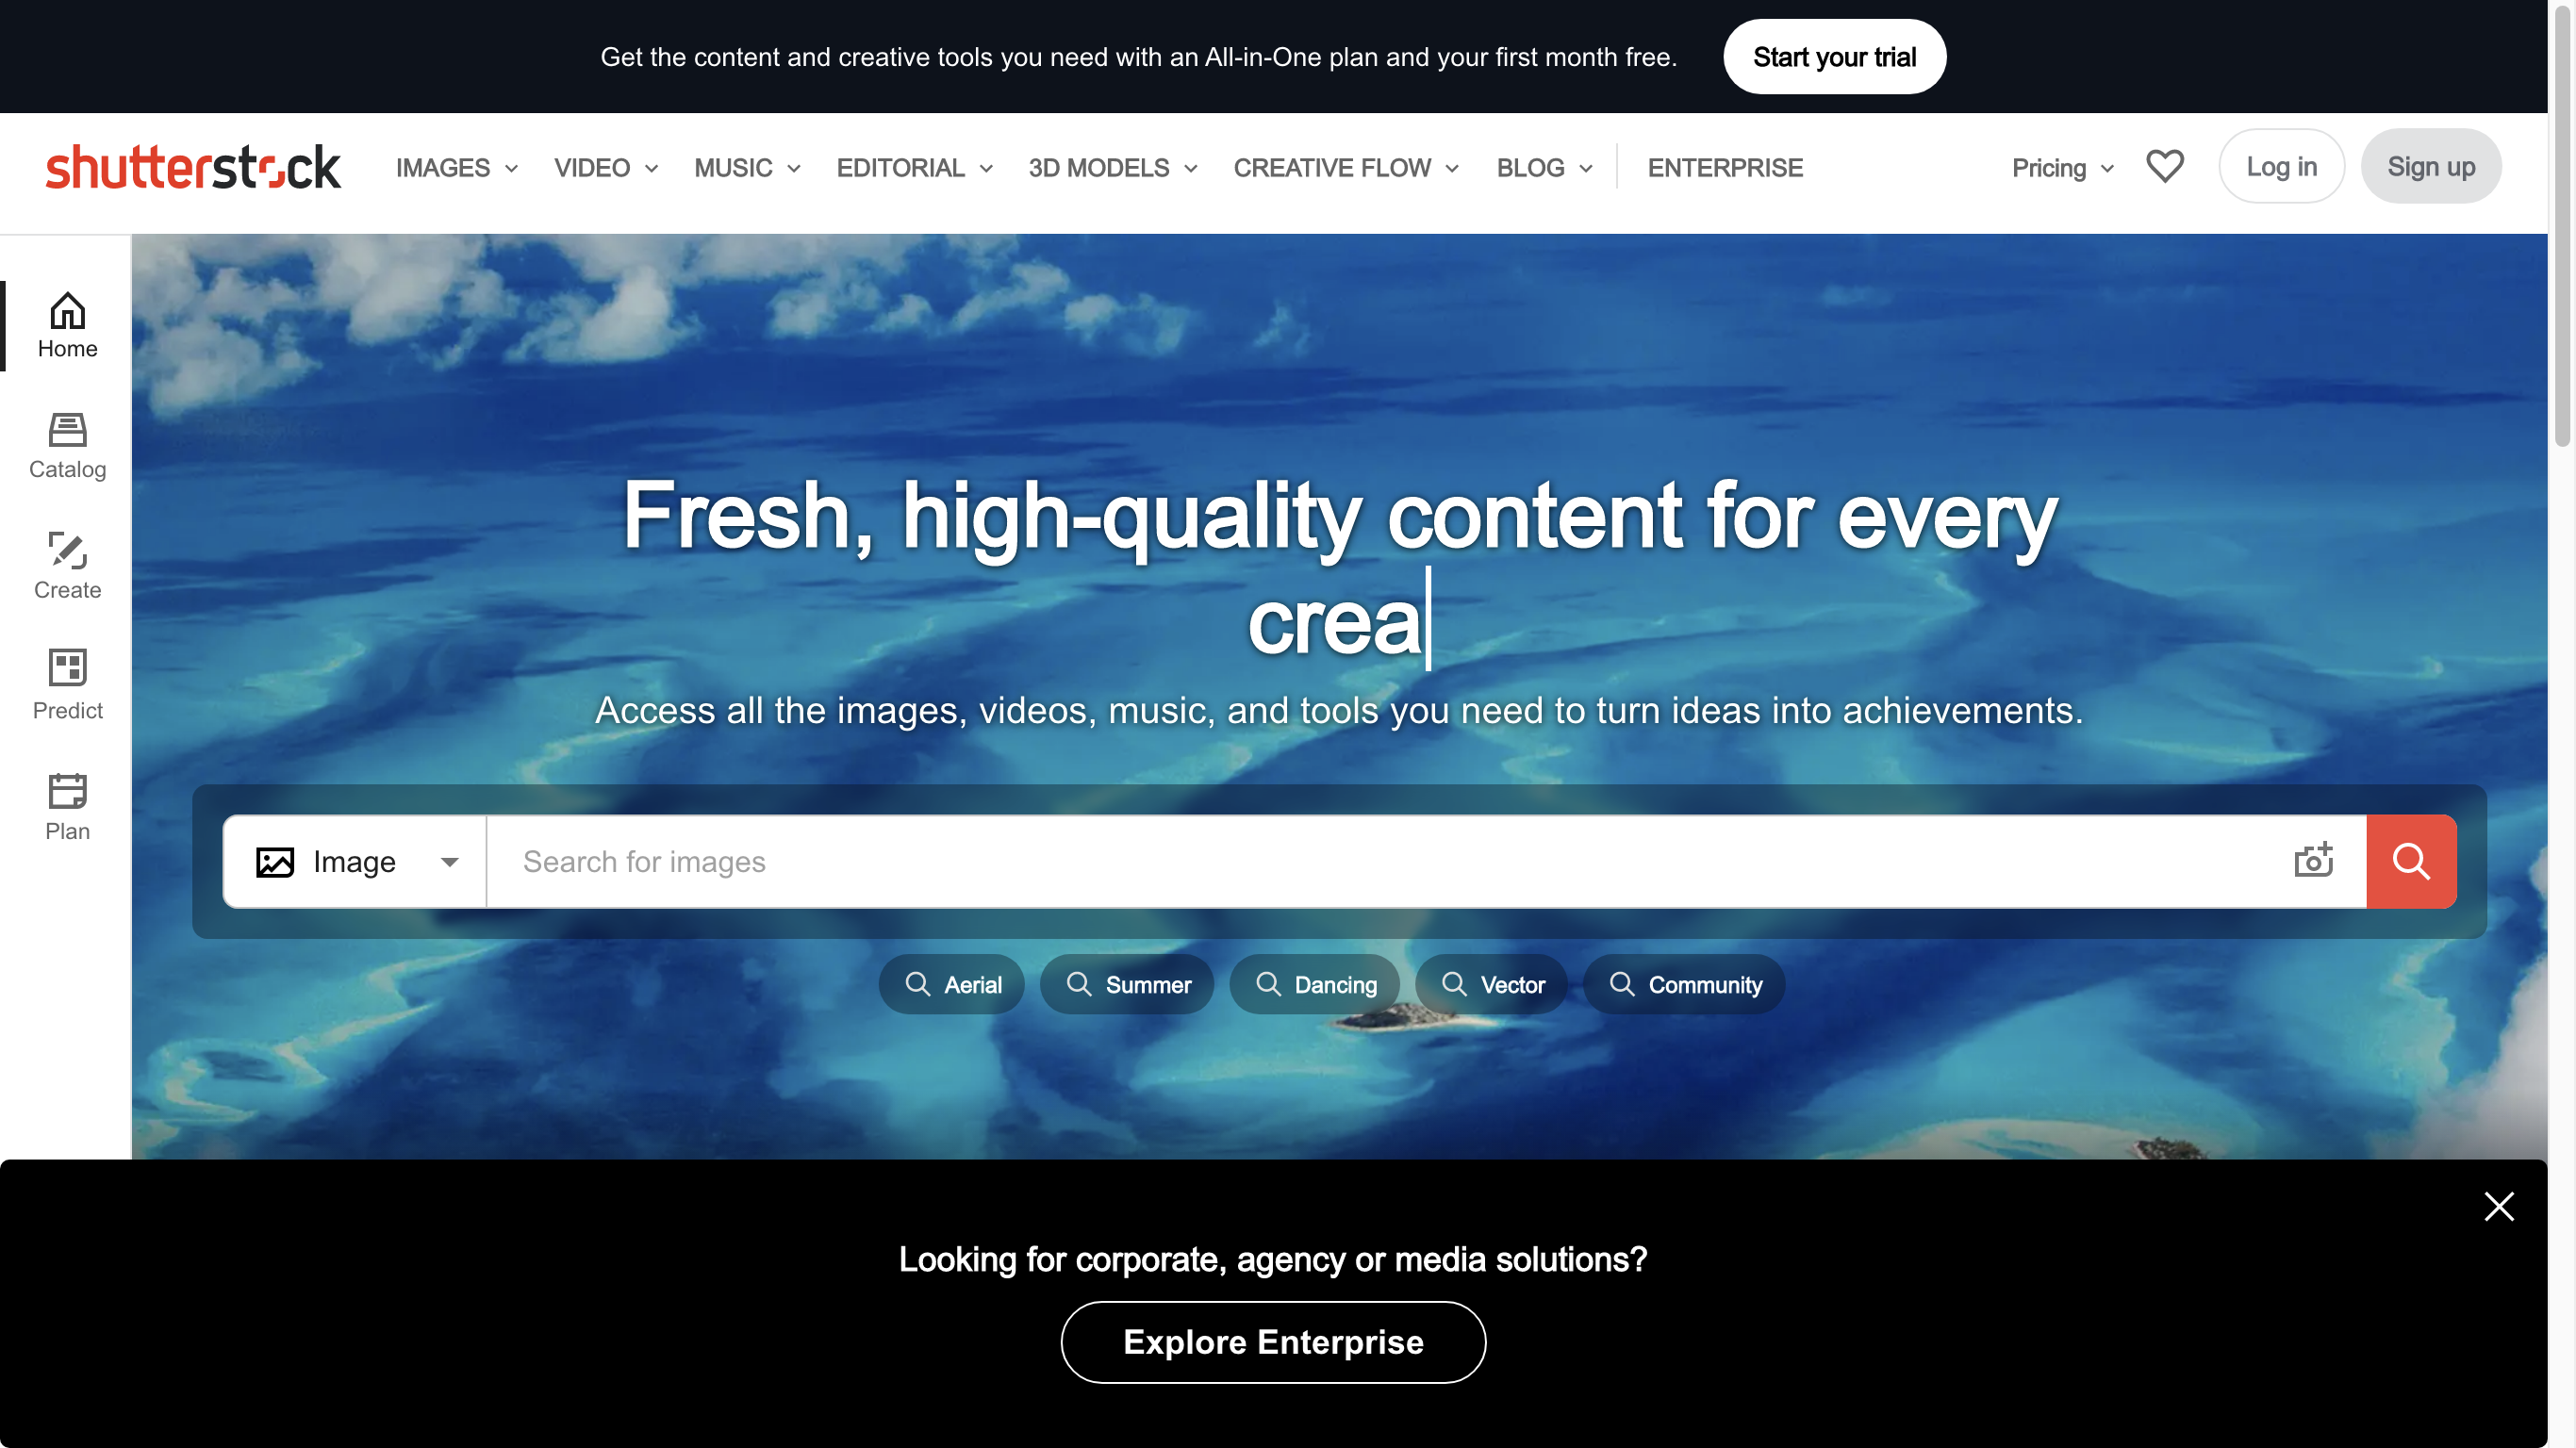 Get the content and creative tools you need with an All-in-One plan and your first month free.
Start your trial
shutterstock
IMAGES
VIDEO
MUSIC
EDITORIAL
3D MODELS
CREATIVE FLOW
BLOG
ENTERPRISE
Pricing
Log in
Sign up
Home
Catalog
Create
Predict
Plan
Fresh, high-quality content for every
crea
Access all the images, videos, music, and tools you need to turn ideas into achievements.
Image
Search for images
Aerial
Summer
Dancing
Vector
Community
Looking for corporate, agency or media solutions?
Explore Enterprise